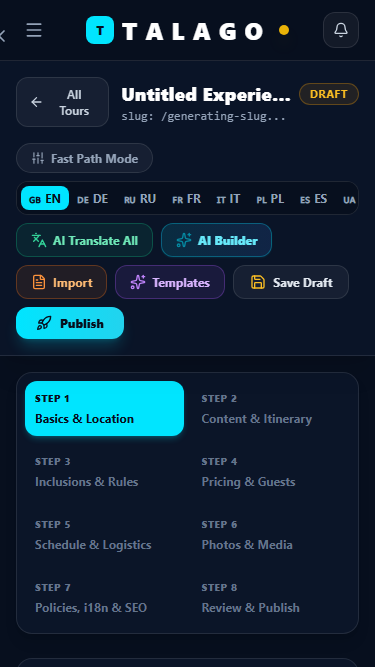 T TALAGO
All Tours
Untitled Experie...
DRAFT
slug: /generating-slug...
Fast Path Mode
GB EN DE DE RU RU FR FR IT IT PL PL ES ES UA
AI Translate All
AI Builder
Import
Templates
Save Draft
Publish
STEP 1
Basics & Location
STEP 2
Content & Itinerary
STEP 3
Inclusions & Rules
STEP 4
Pricing & Guests
STEP 5
Schedule & Logistics
STEP 6
Photos & Media
STEP 7
Policies, i18n & SEO
STEP 8
Review & Publish